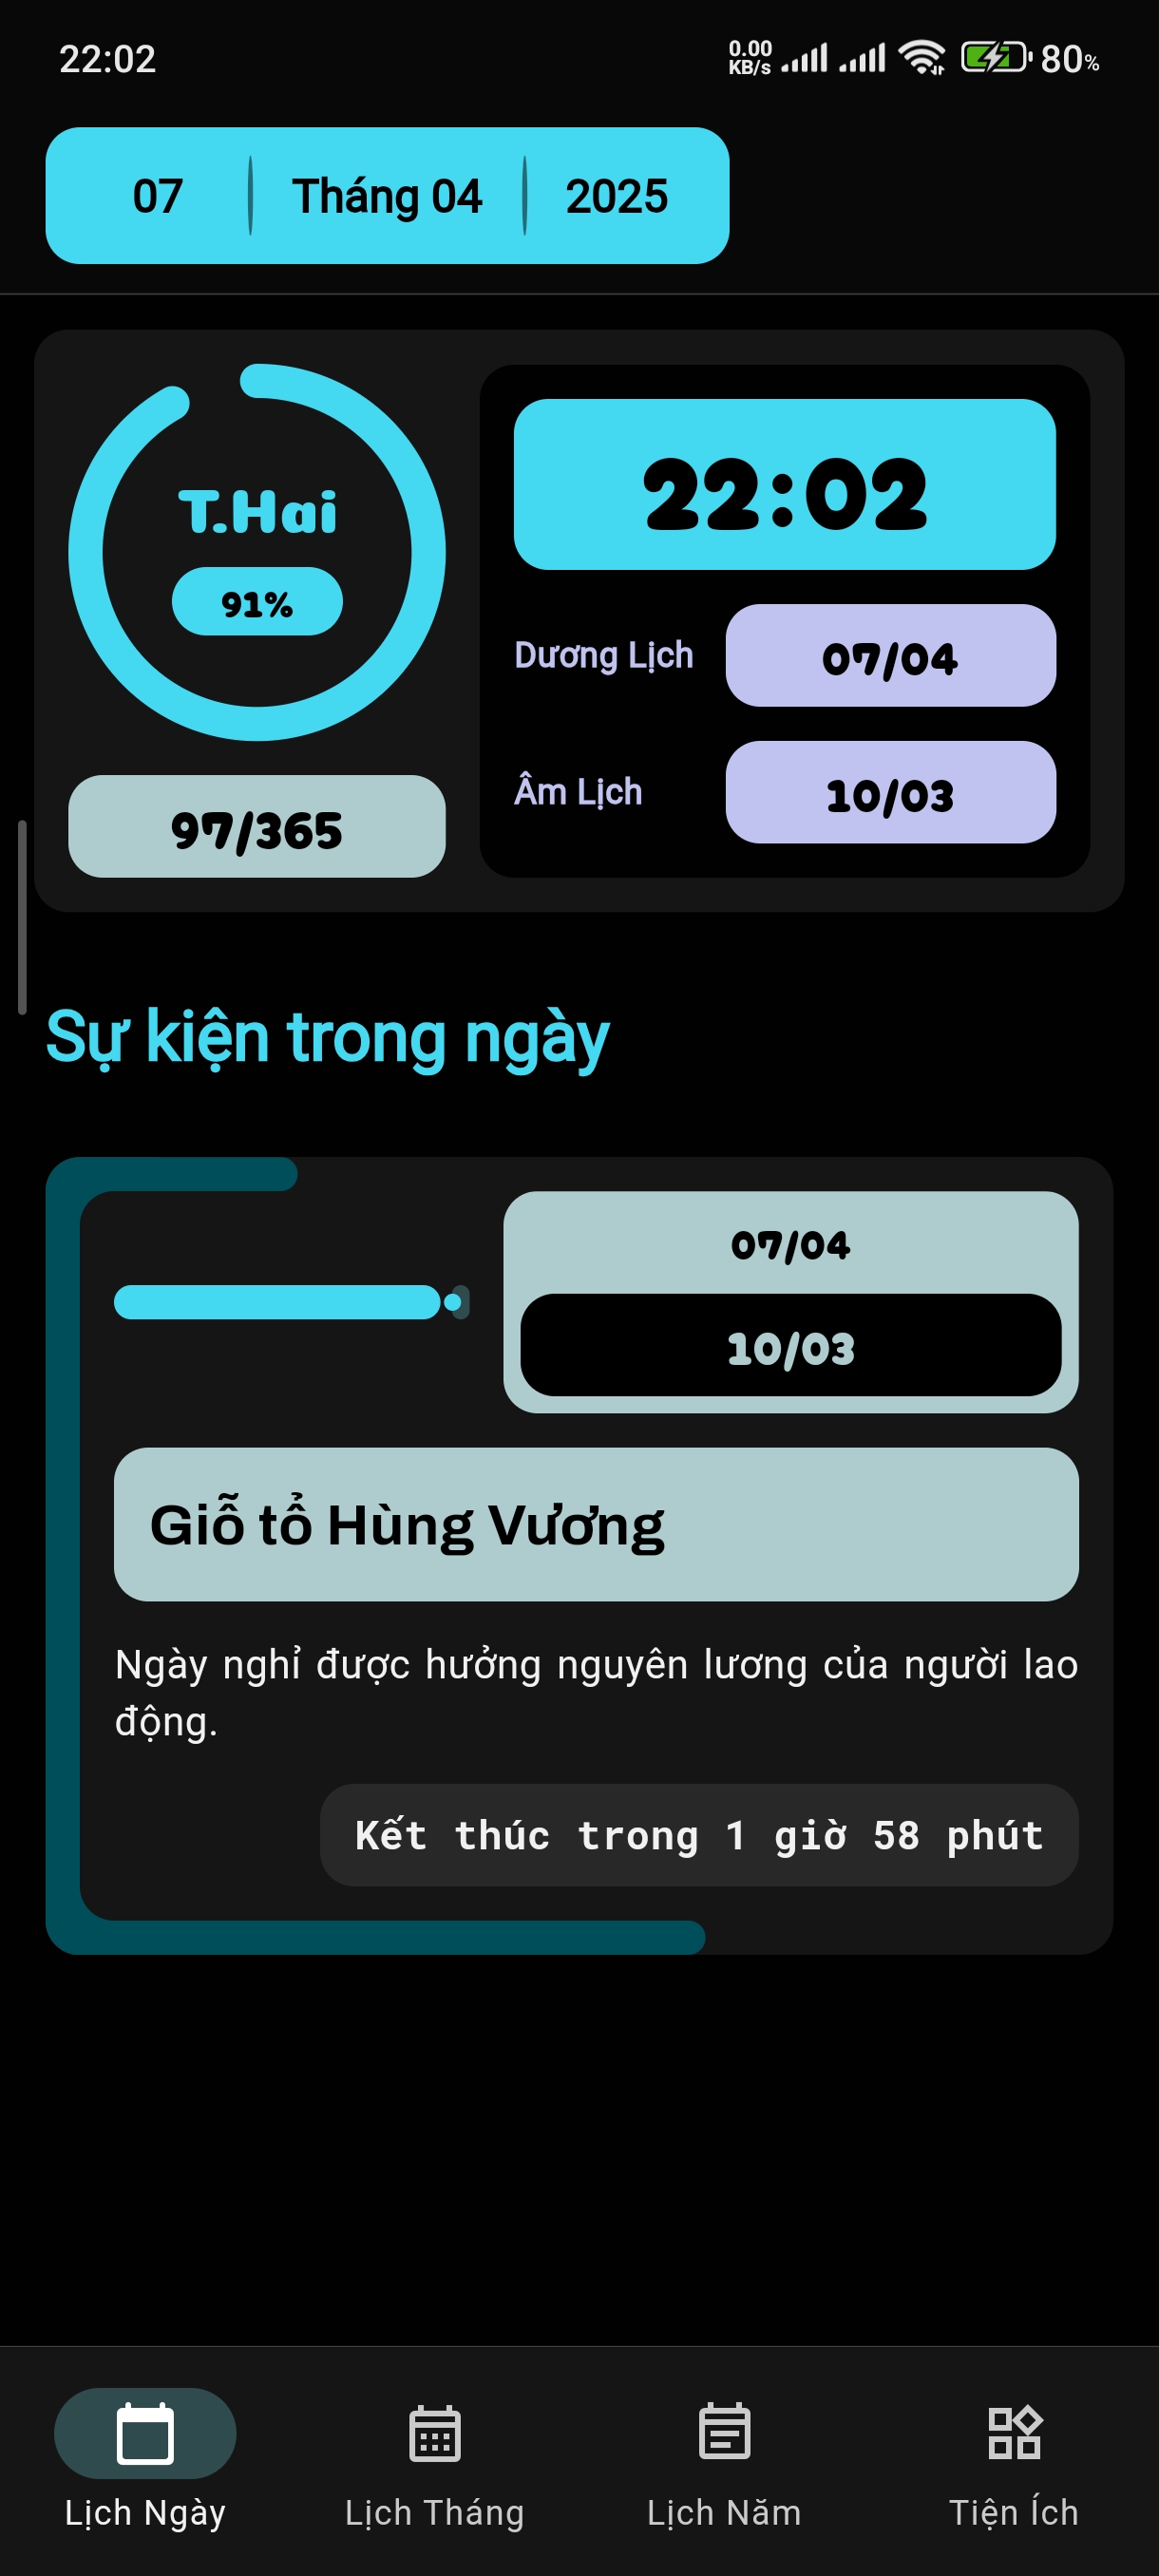 22:02
0.00
KB/s
80%
07
Tháng 04
2025
T.Hai
91%
97/365
22:02
Dương Lịch
07/04
Âm Lịch
10/03
Sự kiện trong ngày
07/04
10/03
Giỗ tổ Hùng Vương
Ngày nghỉ được hưởng nguyên lương của người lao
động.
Kết thúc trong 1 giờ 58 phút
Lịch Ngày
Lịch Tháng
Lịch Năm
Tiện Ích